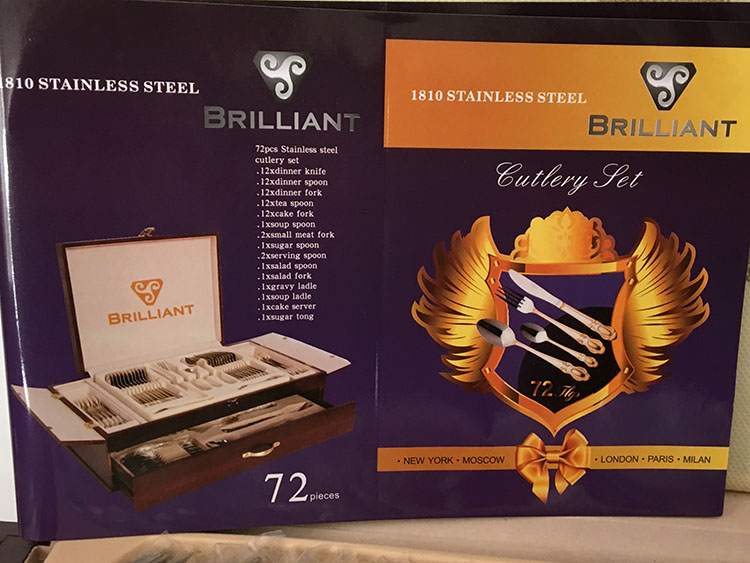 1810 STAINLESS STEEL
BRILLIANT
72pcs Stainless steel
cutlery set
.12xdinner knife
.12xdinner spoon
.12xdinner fork
.12xtea spoon
.12xcake fork
.1xsoup spoon
.2xsmall meat fork
.1xsugar spoon
.2xserving spoon
.1xsalad spoon
.1xsalad fork
.1xgravy ladle
.1xsoup ladle
.1xcake server
.1xsugar tong
BRILLIANT
72 pieces
1810 STAINLESS STEEL
BRILLIANT
Cutlery Set
72 Tlg.
· NEW YORK · MOSCOW · LONDON · PARIS · MILAN